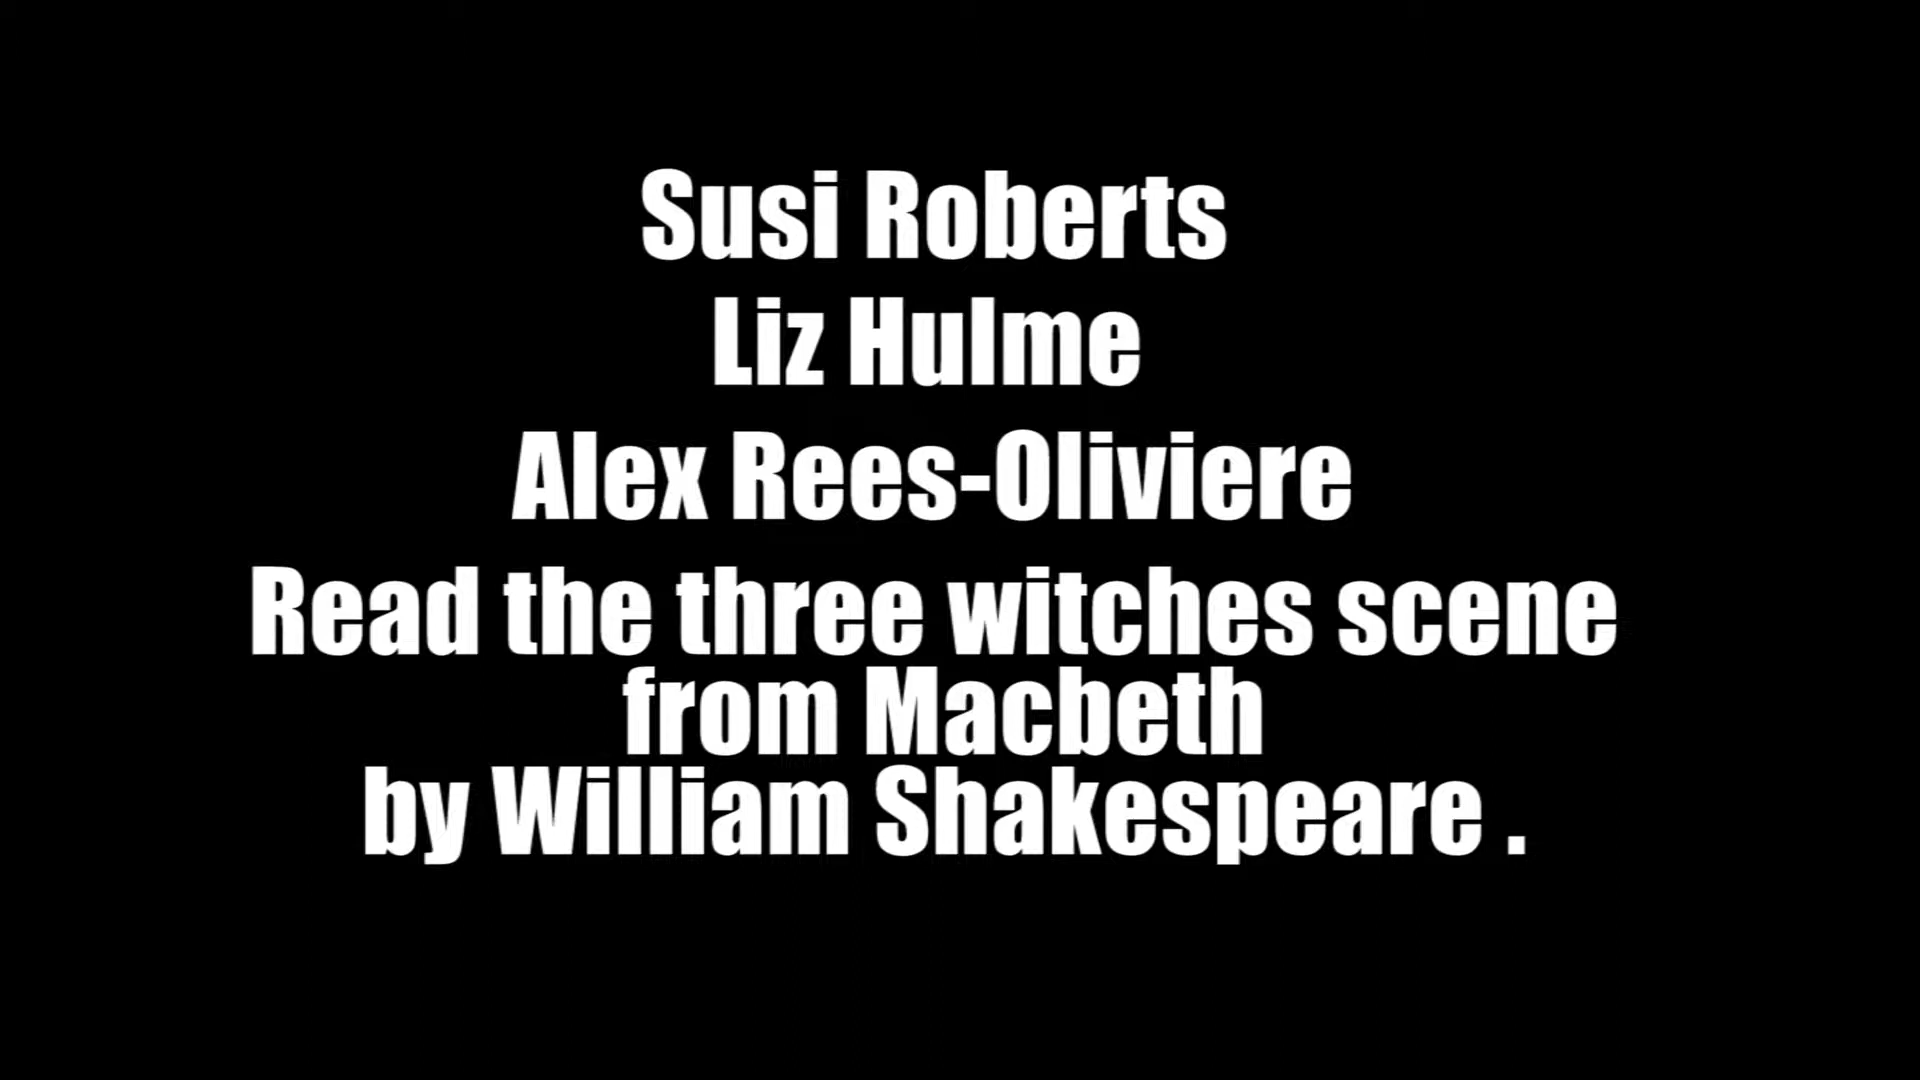 Susi Roberts
Liz Hulme
Alex Rees-Oliviere
Read the three witches scene
from Macbeth
by William Shakespeare .